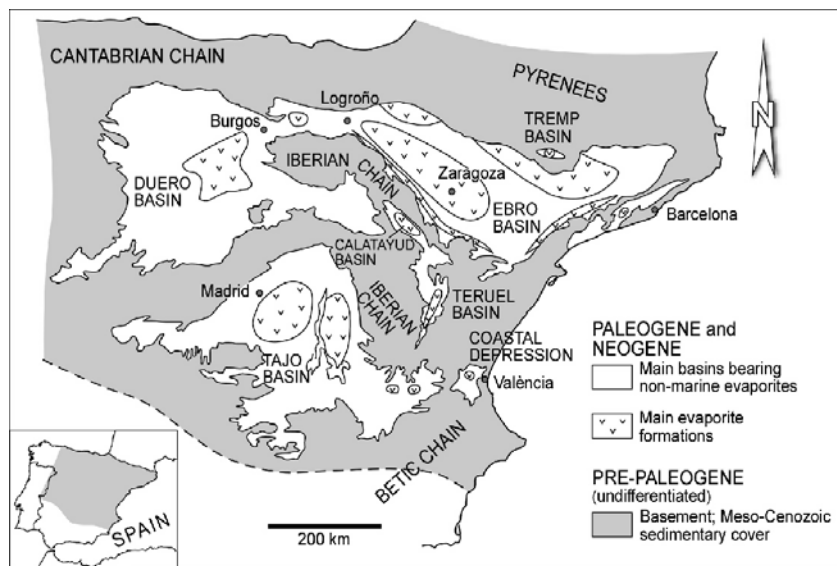 CANTABRIAN CHAIN
PYRENEES
N
Logroño
Burgos
TREMP
BASIN
IBERIAN
CHAIN
DUERO
BASIN
Zaragoza
EBRO
BASIN
Barcelona
CALATAYUD
BASIN
Madrid
IBERIAN
CHAIN
TERUEL
BASIN
TAJO
BASIN
COASTAL
DEPRESSION
València
BETIC CHAIN
SPAIN
200 km
PALEOGENE and
NEOGENE
Main basins bearing
non-marine evaporites
Main evaporite
formations
PRE-PALEOGENE
(undifferentiated)
Basement; Meso-Cenozoic
sedimentary cover